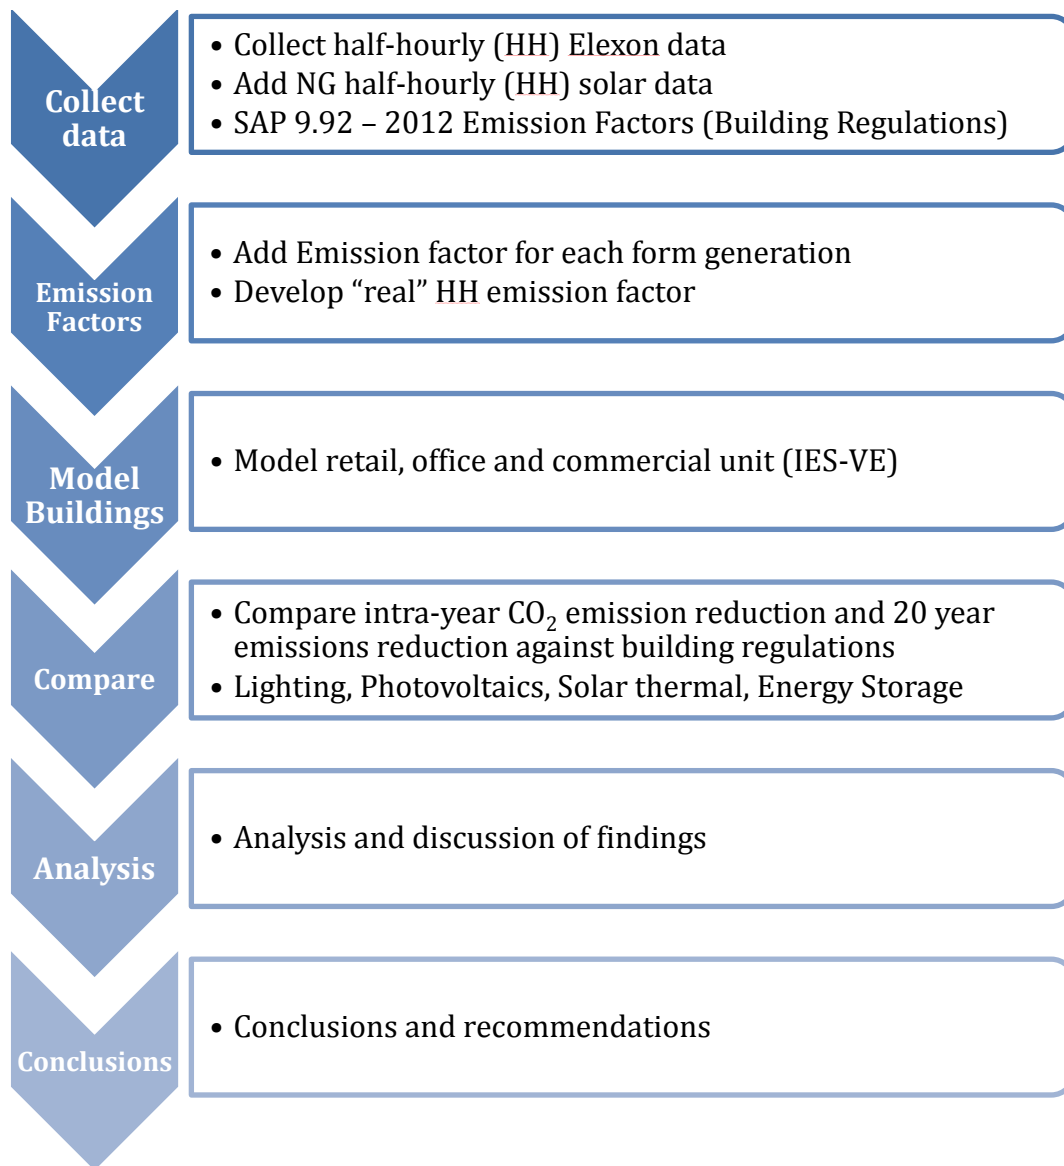 Collect
data
• Collect half-hourly (HH) Elexon data
• Add NG half-hourly (HH) solar data
• SAP 9.92 – 2012 Emission Factors (Building Regulations)
Emission
Factors
• Add Emission factor for each form generation
• Develop “real” HH emission factor
Model
Buildings
• Model retail, office and commercial unit (IES-VE)
Compare
• Compare intra-year CO₂ emission reduction and 20 year
emissions reduction against building regulations
• Lighting, Photovoltaics, Solar thermal, Energy Storage
Analysis
• Analysis and discussion of findings
Conclusions
• Conclusions and recommendations